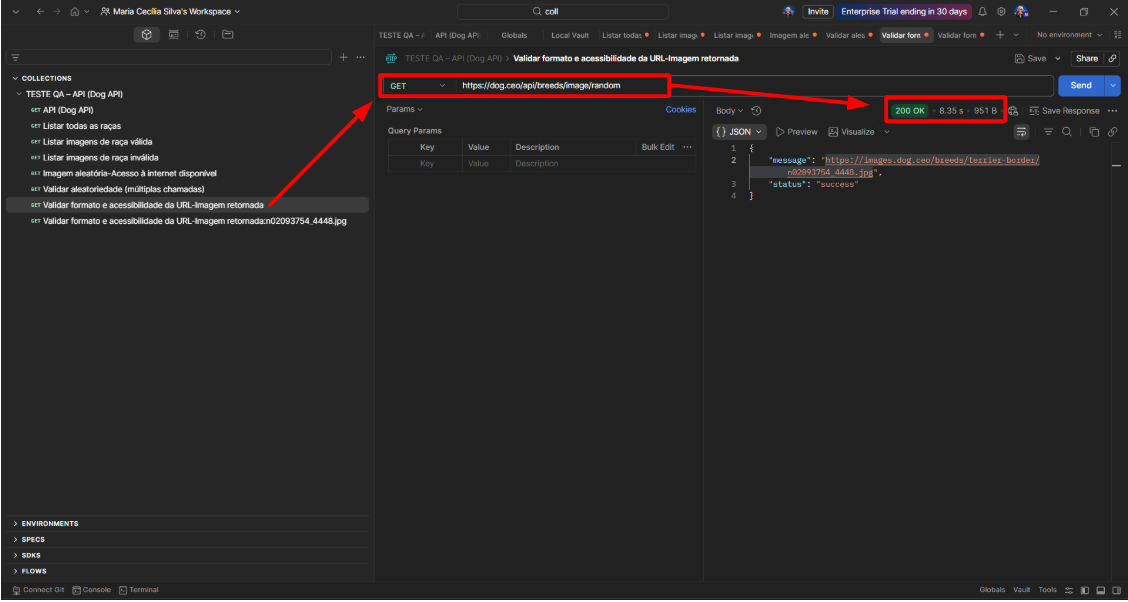 Maria Cecília Silva's Workspace
coll
Invite
Enterprise Trial ending in 30 days
TESTE QA – A
API (Dog API
Globals
Local Vault
Listar todas
Listar imag
Listar imag
Imagem ale
Validar alea
Validar form
Validar form
No environment
TESTE QA – API (Dog API) > Validar formato e acessibilidade da URL-Imagem retornada
Save
Share
COLLECTIONS
TESTE QA – API (Dog API)
GET API (Dog API)
GET Listar todas as raças
GET Listar imagens de raça válida
GET Listar imagens de raça inválida
GET Imagem aleatória-Acesso à internet disponível
GET Validar aleatoriedade (múltiplas chamadas)
GET Validar formato e acessibilidade da URL-Imagem retornada
GET Validar formato e acessibilidade da URL-Imagem retornada:n02093754_4448.jpg
ENVIRONMENTS
SPECS
SDKS
FLOWS
GET
https://dog.ceo/api/breeds/image/random
Send
Params
Cookies
Query Params
Key Value Description Bulk Edit
Key Value Description
Body
200 OK • 8.35 s • 951 B
Save Response
{} JSON
Preview
Visualize
1 {
2 "message": "https://images.dog.ceo/breeds/terrier-border/
n02093754_4448.jpg",
3 "status": "success"
4 }
Connect Git
Console
Terminal
Globals
Vault
Tools